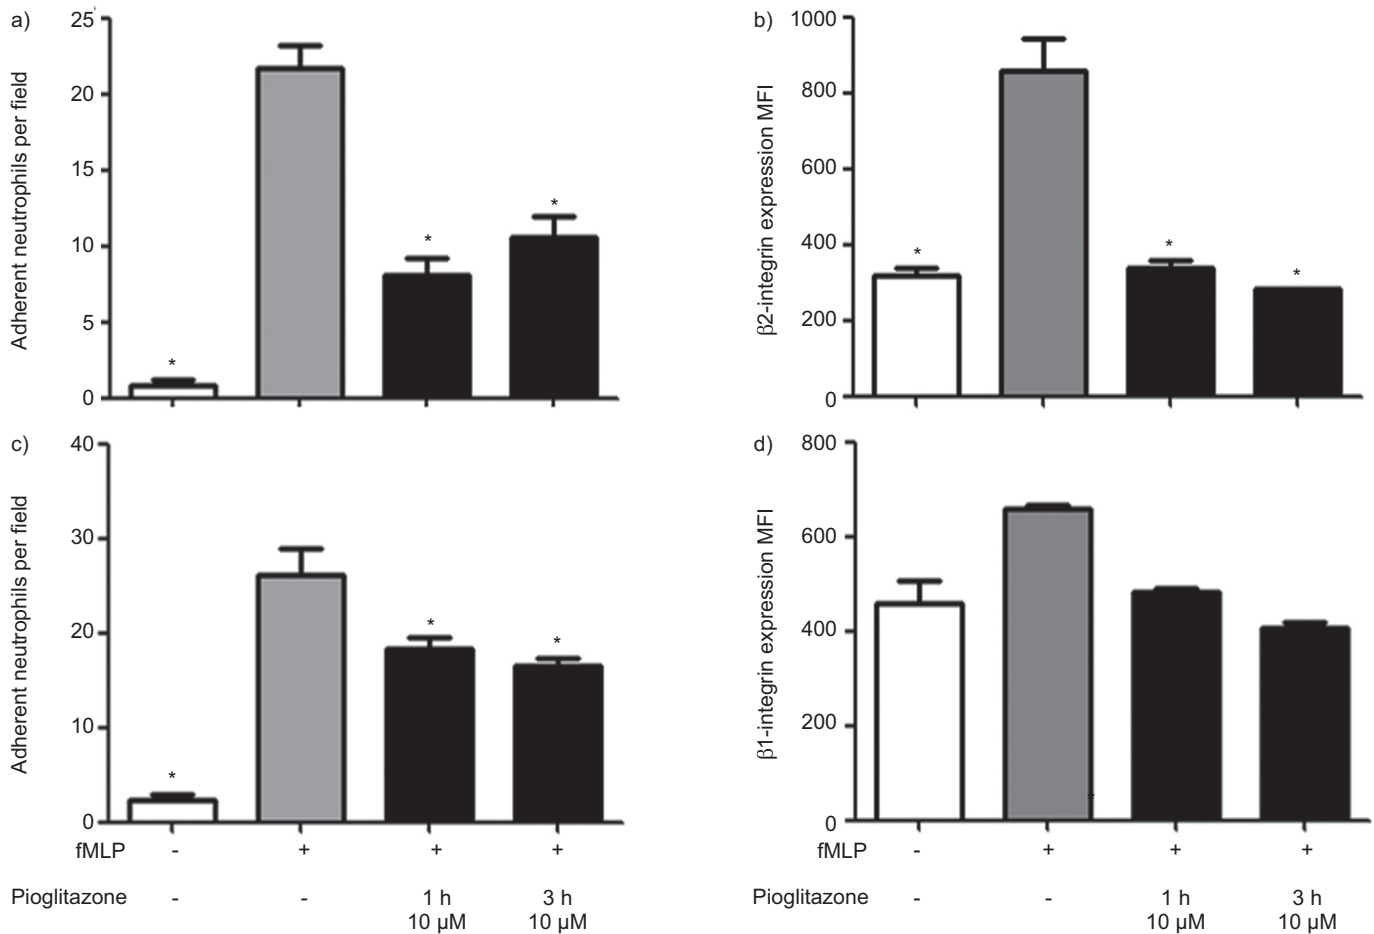 a)
Adherent neutrophils per field
25
20
15
10
5
0
*
*
*
b)
β2-integrin expression MFI
1000
800
600
400
200
0
*
*
*
c)
Adherent neutrophils per field
40
30
20
10
0
*
*
*
fMLP - + + +
Pioglitazone - - 1 h 3 h
10 µM 10 µM
d)
β1-integrin expression MFI
800
600
400
200
0
*
fMLP - + + +
Pioglitazone - - 1 h 3 h
10 µM 10 µM